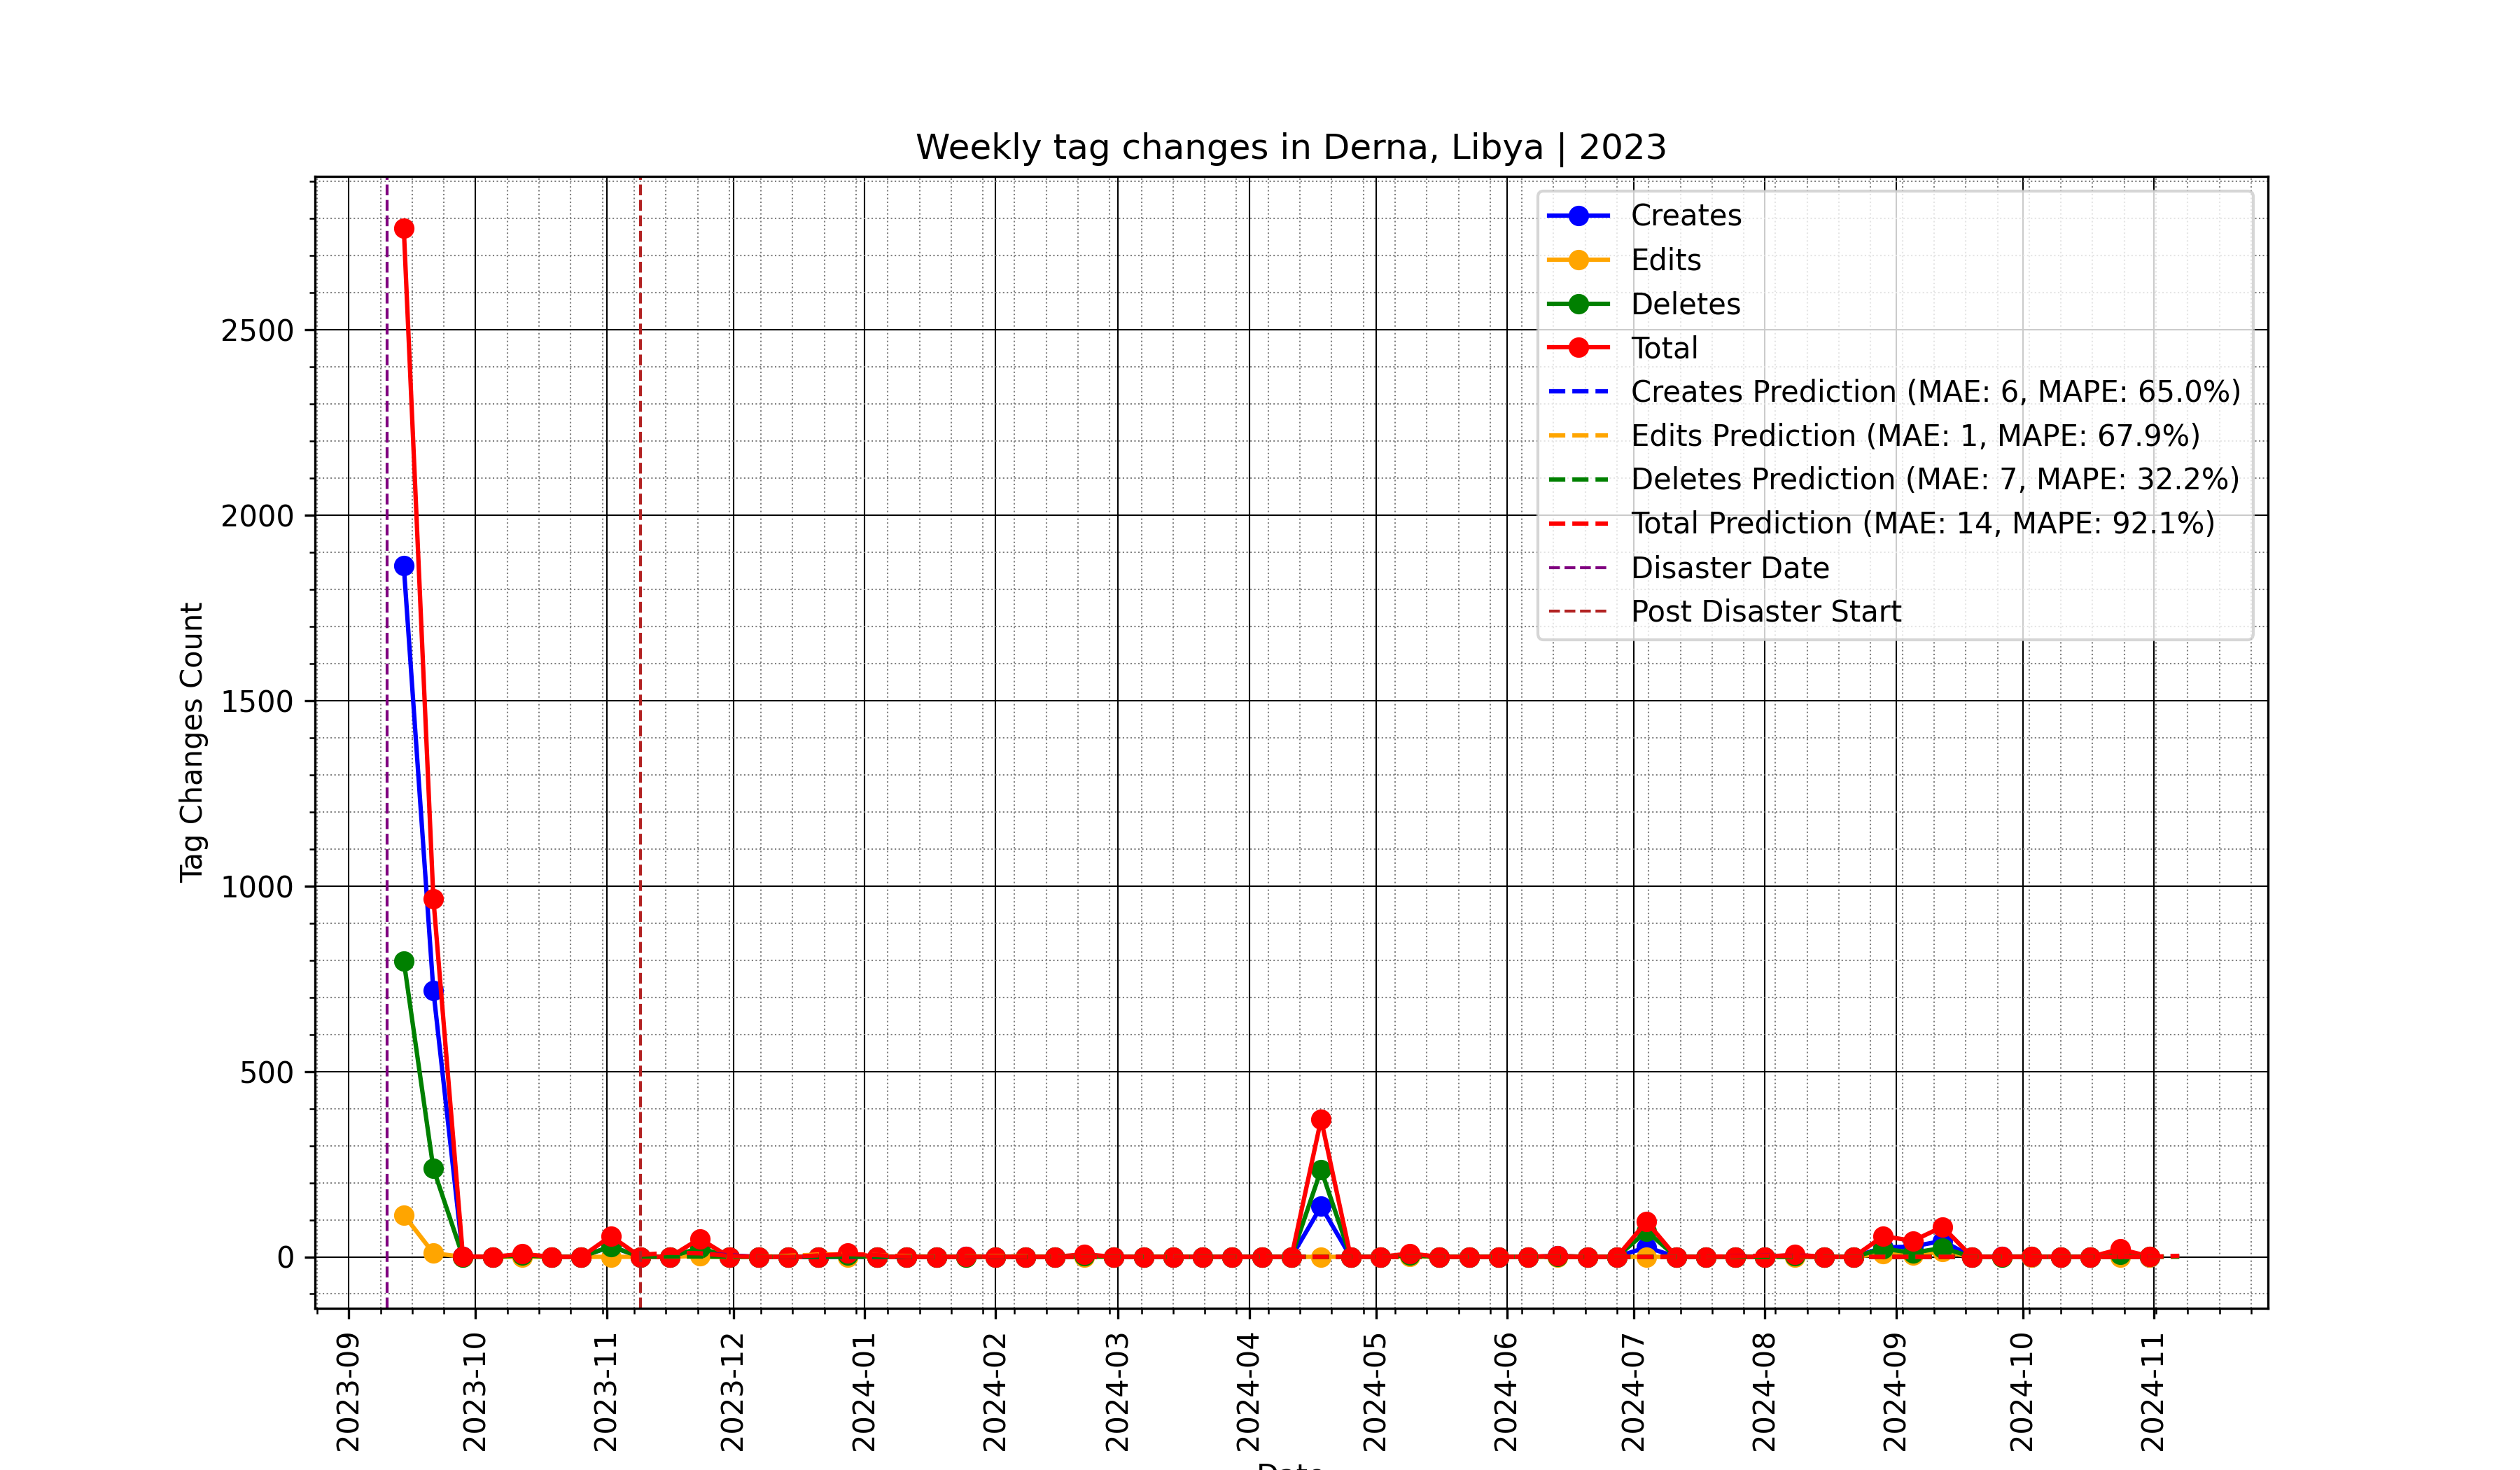 Weekly tag changes in Derna, Libya | 2023
Creates
Edits
Deletes
Total
Creates Prediction (MAE: 6, MAPE: 65.0%)
Edits Prediction (MAE: 1, MAPE: 67.9%)
Deletes Prediction (MAE: 7, MAPE: 32.2%)
Total Prediction (MAE: 14, MAPE: 92.1%)
Disaster Date
Post Disaster Start
Tag Changes Count
2500
2000
1500
1000
500
0
2023-09
2023-10
2023-11
2023-12
2024-01
2024-02
2024-03
2024-04
2024-05
2024-06
2024-07
2024-08
2024-09
2024-10
2024-11
Date